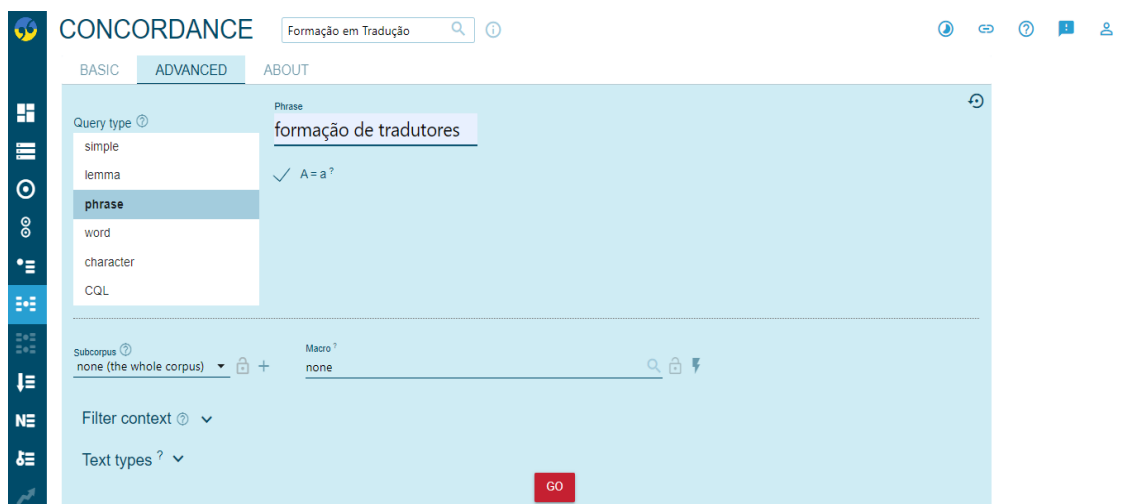 CONCORDANCE
Formação em Tradução
BASIC ADVANCED ABOUT
Query type ?
simple
lemma
phrase
word
character
CQL
Phrase
formação de tradutores
A = a ?
Subcorpus ?
none (the whole corpus)
Macro ?
none
Filter context ?
Text types ?
GO